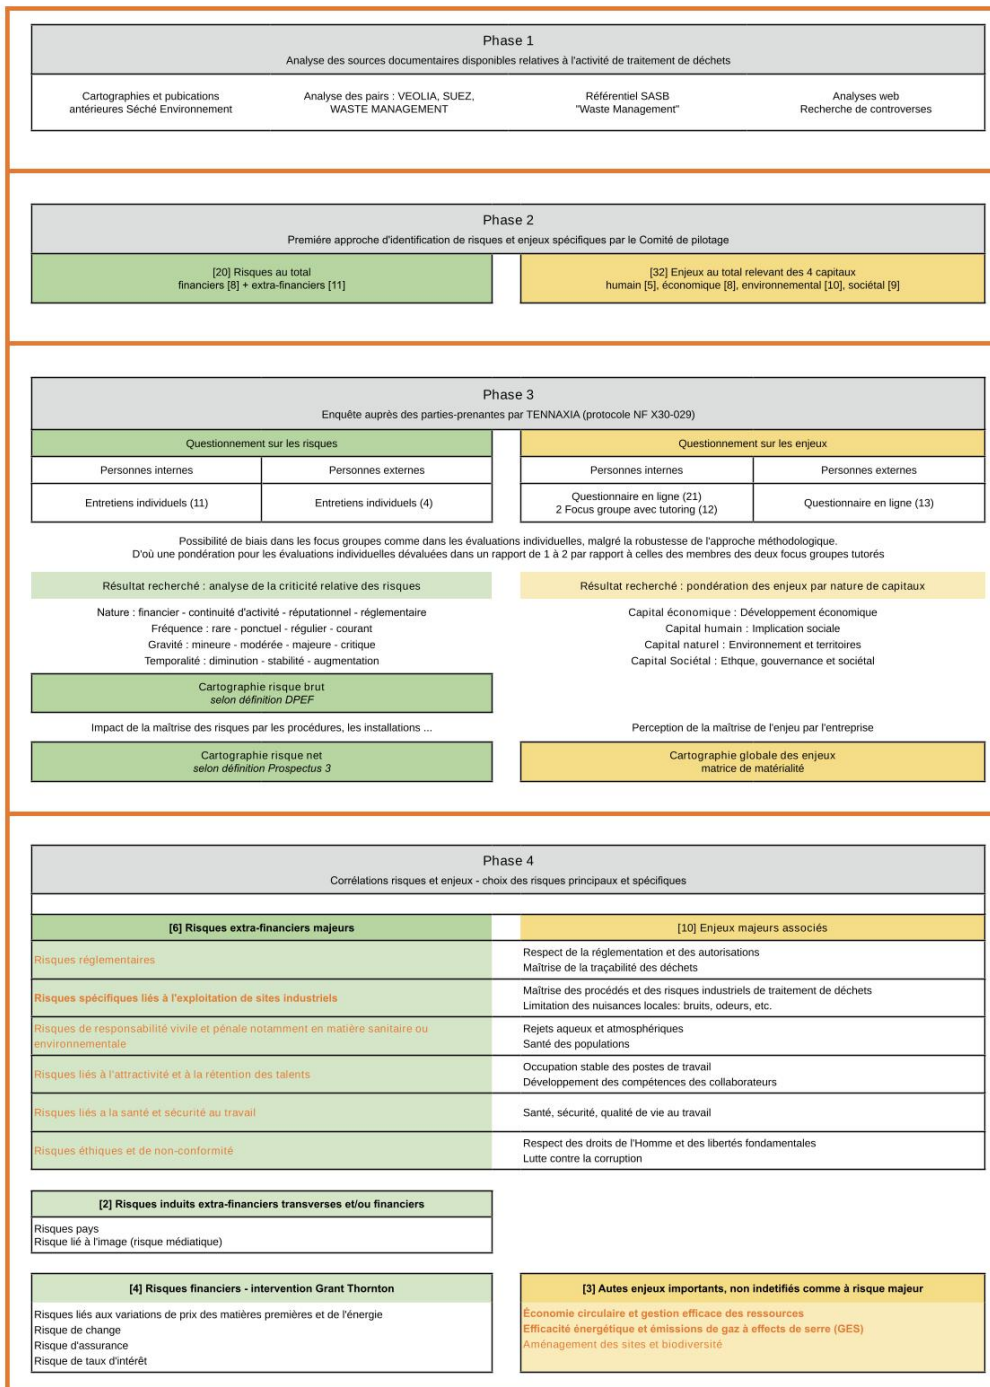 Phase 1
Analyse des sources documentaires disponibles relatives à l'activité de traitement de déchets
Cartographies et pubications
antérieures Séché Environnement
Analyse des pairs : VEOLIA, SUEZ,
WASTE MANAGEMENT
Référentiel SASB
"Waste Management"
Analyses web
Recherche de controverses
Phase 2
Premiére approche d'identification de risques et enjeux spécifiques par le Comité de pilotage
[20] Risques au total
financiers [8] + extra-financiers [11]
[32] Enjeux au total relevant des 4 capitaux
humain [5], économique [8], environnemental [10], sociétal [9]
Phase 3
Enquête auprès des parties-prenantes par TENNAXIA (protocole NF X30-029)
Questionnement sur les risques
Questionnement sur les enjeux
Personnes internes
Personnes externes
Personnes internes
Personnes externes
Entretiens individuels (11)
Entretiens individuels (4)
Questionnaire en ligne (21)
2 Focus groupe avec tutoring (12)
Questionnaire en ligne (13)
Possibilité de biais dans les focus groupes comme dans les évaluations individuelles, malgré la robustesse de l'approche méthodologique.
D'où une pondération pour les évaluations individuelles dévaluées dans un rapport de 1 à 2 par rapport à celles des membres des deux focus groupes tutorés
Résultat recherché : analyse de la criticité relative des risques
Résultat recherché : pondération des enjeux par nature de capitaux
Nature : financier - continuité d'activité - réputationnel - réglementaire
Fréquence : rare - ponctuel - régulier - courant
Gravité : mineure - modérée - majeure - critique
Temporalité : diminution - stabilité - augmentation
Capital économique : Développement économique
Capital humain : Implication sociale
Capital naturel : Environnement et territoires
Capital Sociétal : Ethque, gouvernance et sociétal
Cartographie risque brut
selon définition DPEF
Impact de la maîtrise des risques par les procédures, les installations ...
Perception de la maîtrise de l'enjeu par l'entreprise
Cartographie risque net
selon définition Prospectus 3
Cartographie globale des enjeux
matrice de matérialité
Phase 4
Corrélations risques et enjeux - choix des risques principaux et spécifiques
[6] Risques extra-financiers majeurs
[10] Enjeux majeurs associés
Risques réglementaires
Respect de la réglementation et des autorisations
Maîtrise de la traçabilité des déchets
Risques spécifiques liés à l'exploitation de sites industriels
Maîtrise des procédés et des risques industriels de traitement de déchets
Limitation des nuisances locales: bruits, odeurs, etc.
Risques de responsabilité vivile et pénale notamment en matière sanitaire ou
environnementale
Rejets aqueux et atmosphériques
Santé des populations
Risques liés à l'attractivité et à la rétention des talents
Occupation stable des postes de travail
Développement des compétences des collaborateurs
Risques liés a la santé et sécurité au travail
Santé, sécurité, qualité de vie au travail
Risques éthiques et de non-conformité
Respect des droits de l'Homme et des libertés fondamentales
Lutte contre la corruption
[2] Risques induits extra-financiers transverses et/ou financiers
Risques pays
Risque lié à l'image (risque médiatique)
[4] Risques financiers - intervention Grant Thornton
Risques liés aux variations de prix des matières premières et de l'énergie
Risque de change
Risque d'assurance
Risque de taux d'intérêt
[3] Autes enjeux importants, non indetifiés comme à risque majeur
Économie circulaire et gestion efficace des ressources
Efficacité énergétique et émissions de gaz à effects de serre (GES)
Aménagement des sites et biodiversité